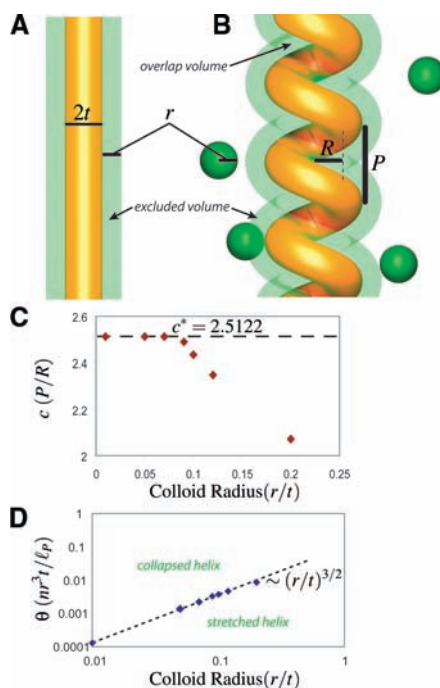 A
B
overlap volume
2t
r
R
P
excluded volume
C
2.6
c* = 2.5122
2.4
2.2
2
c (P/R)
0 0.05 0.1 0.15 0.2 0.25
Colloid Radius(r/t)
D
1
0.1
0.01
0.001
0.0001
θ (nr³t/ℓ_P)
collapsed helix
∼ (r/t)^{3/2}
stretched helix
0.01 0.1 1
Colloid Radius(r/t)